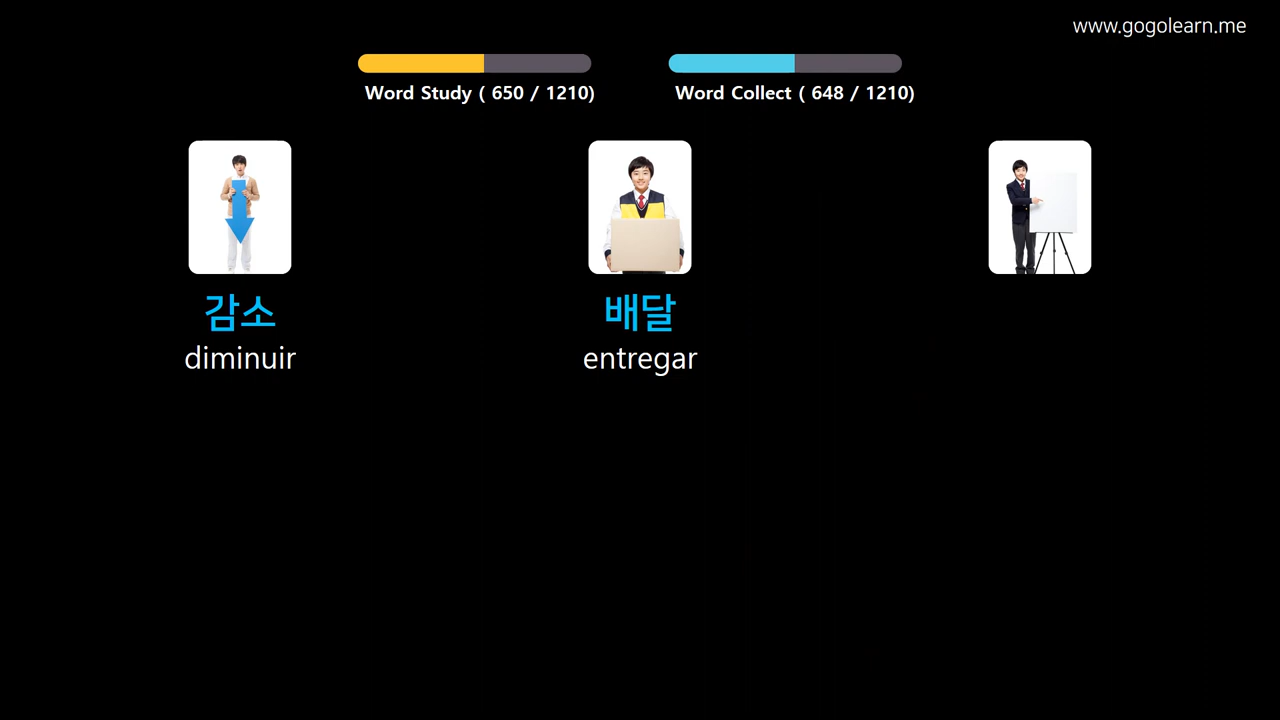 www.gogolearn.me
Word Study ( 650 / 1210)
Word Collect ( 648 / 1210)
감소
diminuir
배달
entregar